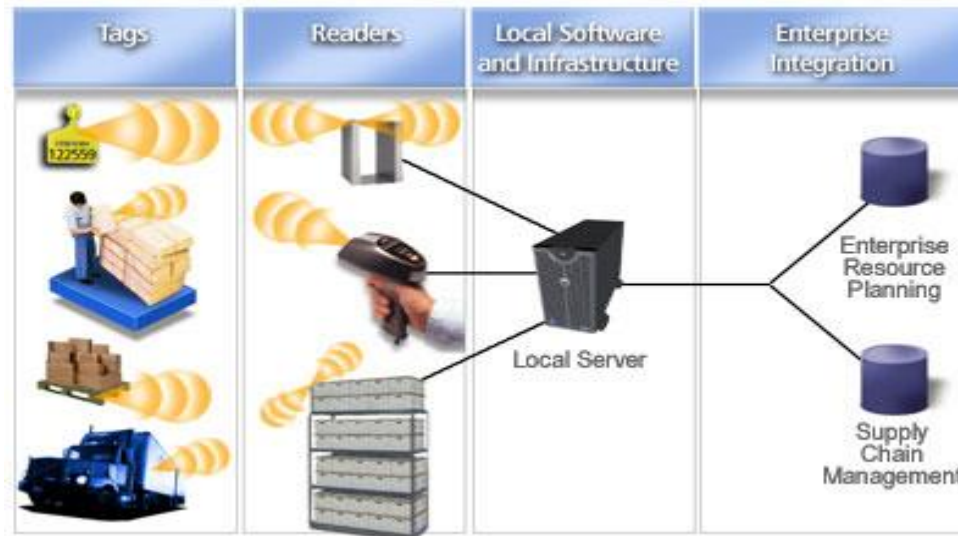 Tags
Readers
Local Software
and Infrastructure
Enterprise
Integration
122559
Local Server
Enterprise
Resource
Planning
Supply
Chain
Management